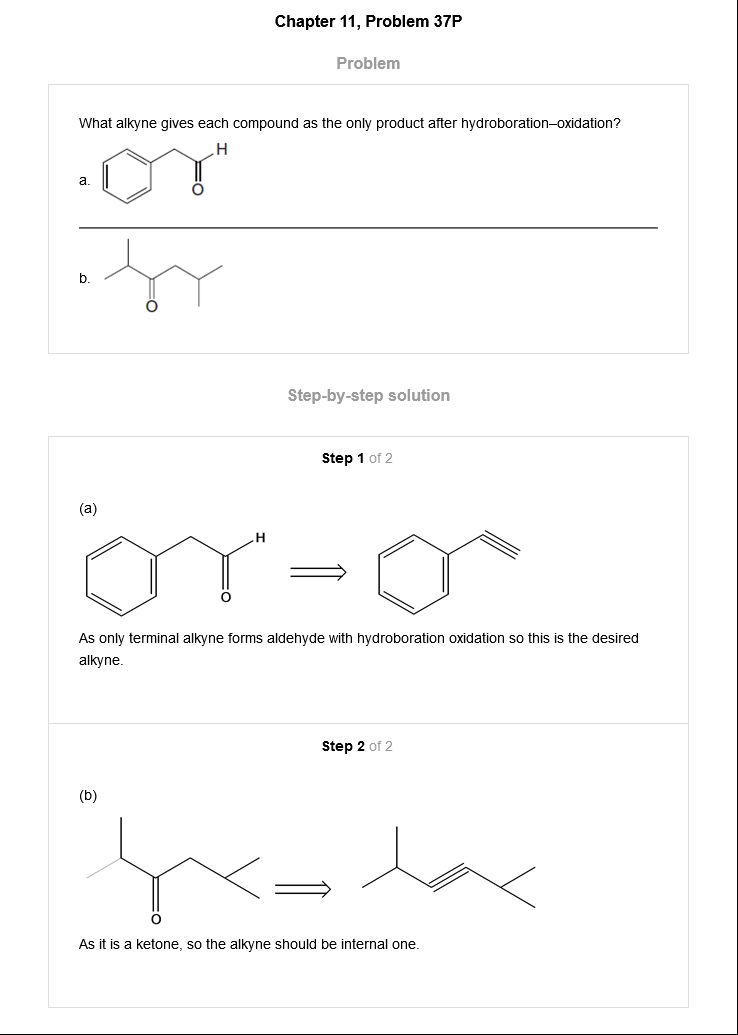 Chapter 11, Problem 37P
Problem
What alkyne gives each compound as the only product after hydroboration–oxidation?
H
a.
O
b.
O
Step-by-step solution
Step 1 of 2
(a)
H
O
As only terminal alkyne forms aldehyde with hydroboration oxidation so this is the desired
alkyne.
Step 2 of 2
(b)
O
As it is a ketone, so the alkyne should be internal one.